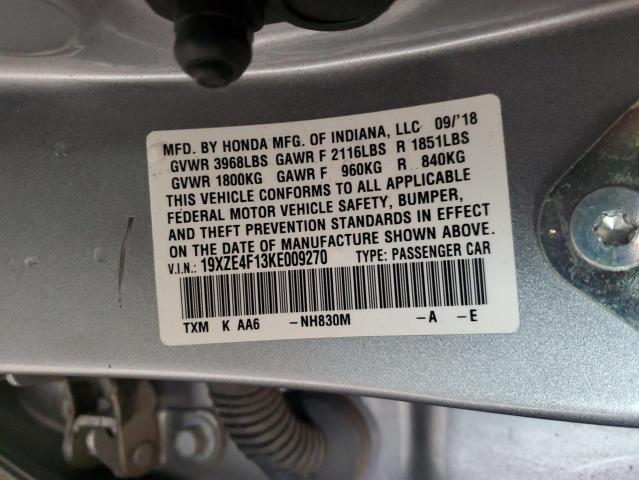 MFD. BY HONDA MFG. OF INDIANA, LLC 09/'18
GVWR 3968LBS GAWR F 2116LBS R 1851LBS
GVWR 1800KG GAWR F 960KG R 840KG
THIS VEHICLE CONFORMS TO ALL APPLICABLE
FEDERAL MOTOR VEHICLE SAFETY, BUMPER,
AND THEFT PREVENTION STANDARDS IN EFFECT
ON THE DATE OF MANUFACTURE SHOWN ABOVE.
V.I.N.: 19XZE4F13KE009270 TYPE: PASSENGER CAR
TXM K AA6 -NH830M -A -E